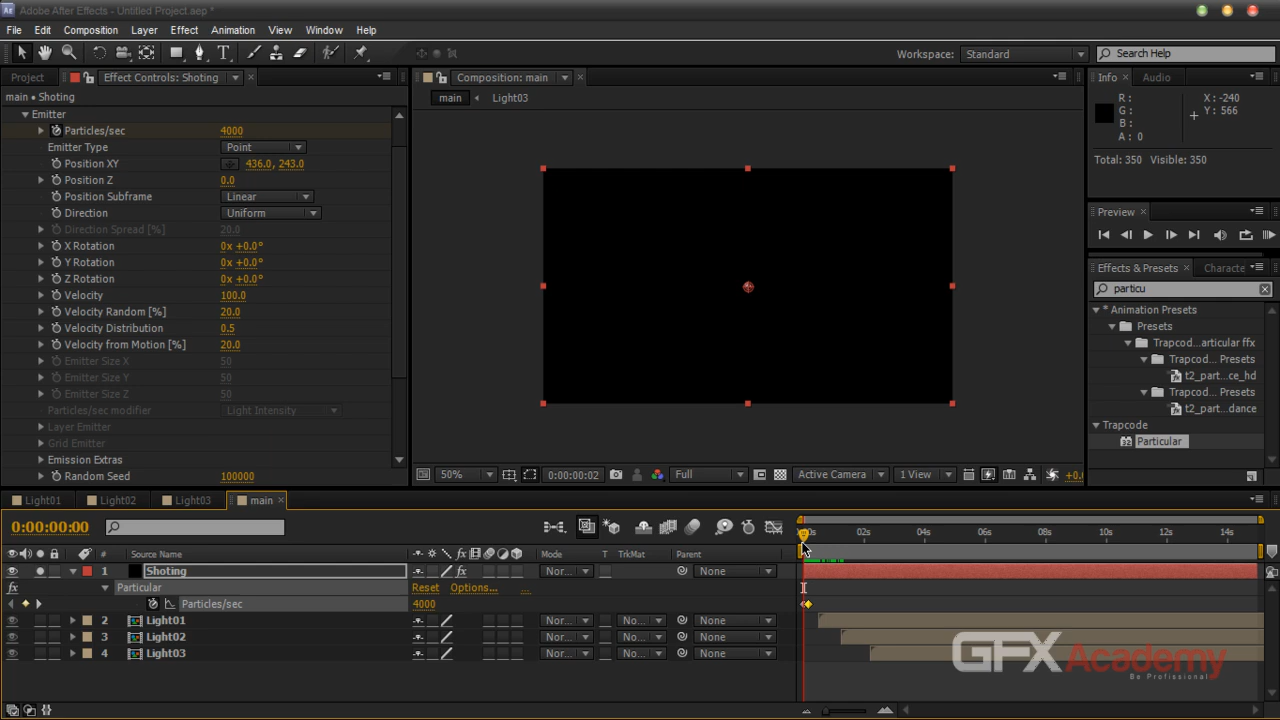 Adobe After Effects - Untitled Project.aep *
File Edit Composition Layer Effect Animation View Window Help
Workspace: Standard Search Help
Project Effect Controls: Shoting Composition: main Info Audio
main • Shoting
main Light03
R: X: -240
G: Y: 566
B:
A: 0
Total: 350 Visible: 350
Emitter
Particles/sec 4000
Emitter Type Point
Position XY 436.0, 243.0
Position Z 0.0
Position Subframe Linear
Direction Uniform
Direction Spread [%] 20.0
X Rotation 0x +0.0°
Y Rotation 0x +0.0°
Z Rotation 0x +0.0°
Velocity 100.0
Velocity Random [%] 20.0
Velocity Distribution 0.5
Velocity from Motion [%] 20.0
Emitter Size X 50
Emitter Size Y 50
Emitter Size Z 50
Particles/sec modifier Light Intensity
Layer Emitter
Grid Emitter
Emission Extras
Random Seed 100000
Preview
Effects & Presets Characte
particu
* Animation Presets
Presets
Trapcod...articular ffx
Trapcod... Presets
t2_part...ce_hd
Trapcod... Presets
t2_part...dance
Trapcode
Particular
50% 0:00:00:02 Full Active Camera 1 View +0.
Light01 Light02 Light03 main
0:00:00:00
02s 04s 06s 08s 10s 12s 14s
# Source Name fx Mode T TrkMat Parent
1 Shoting fx Nor... None
fx Particular Reset Options... ...
Particles/sec 4000
2 Light01 Nor... No... None
3 Light02 Nor... No... None
4 Light03 Nor... No... None
GFXAcademy
Be Profissional